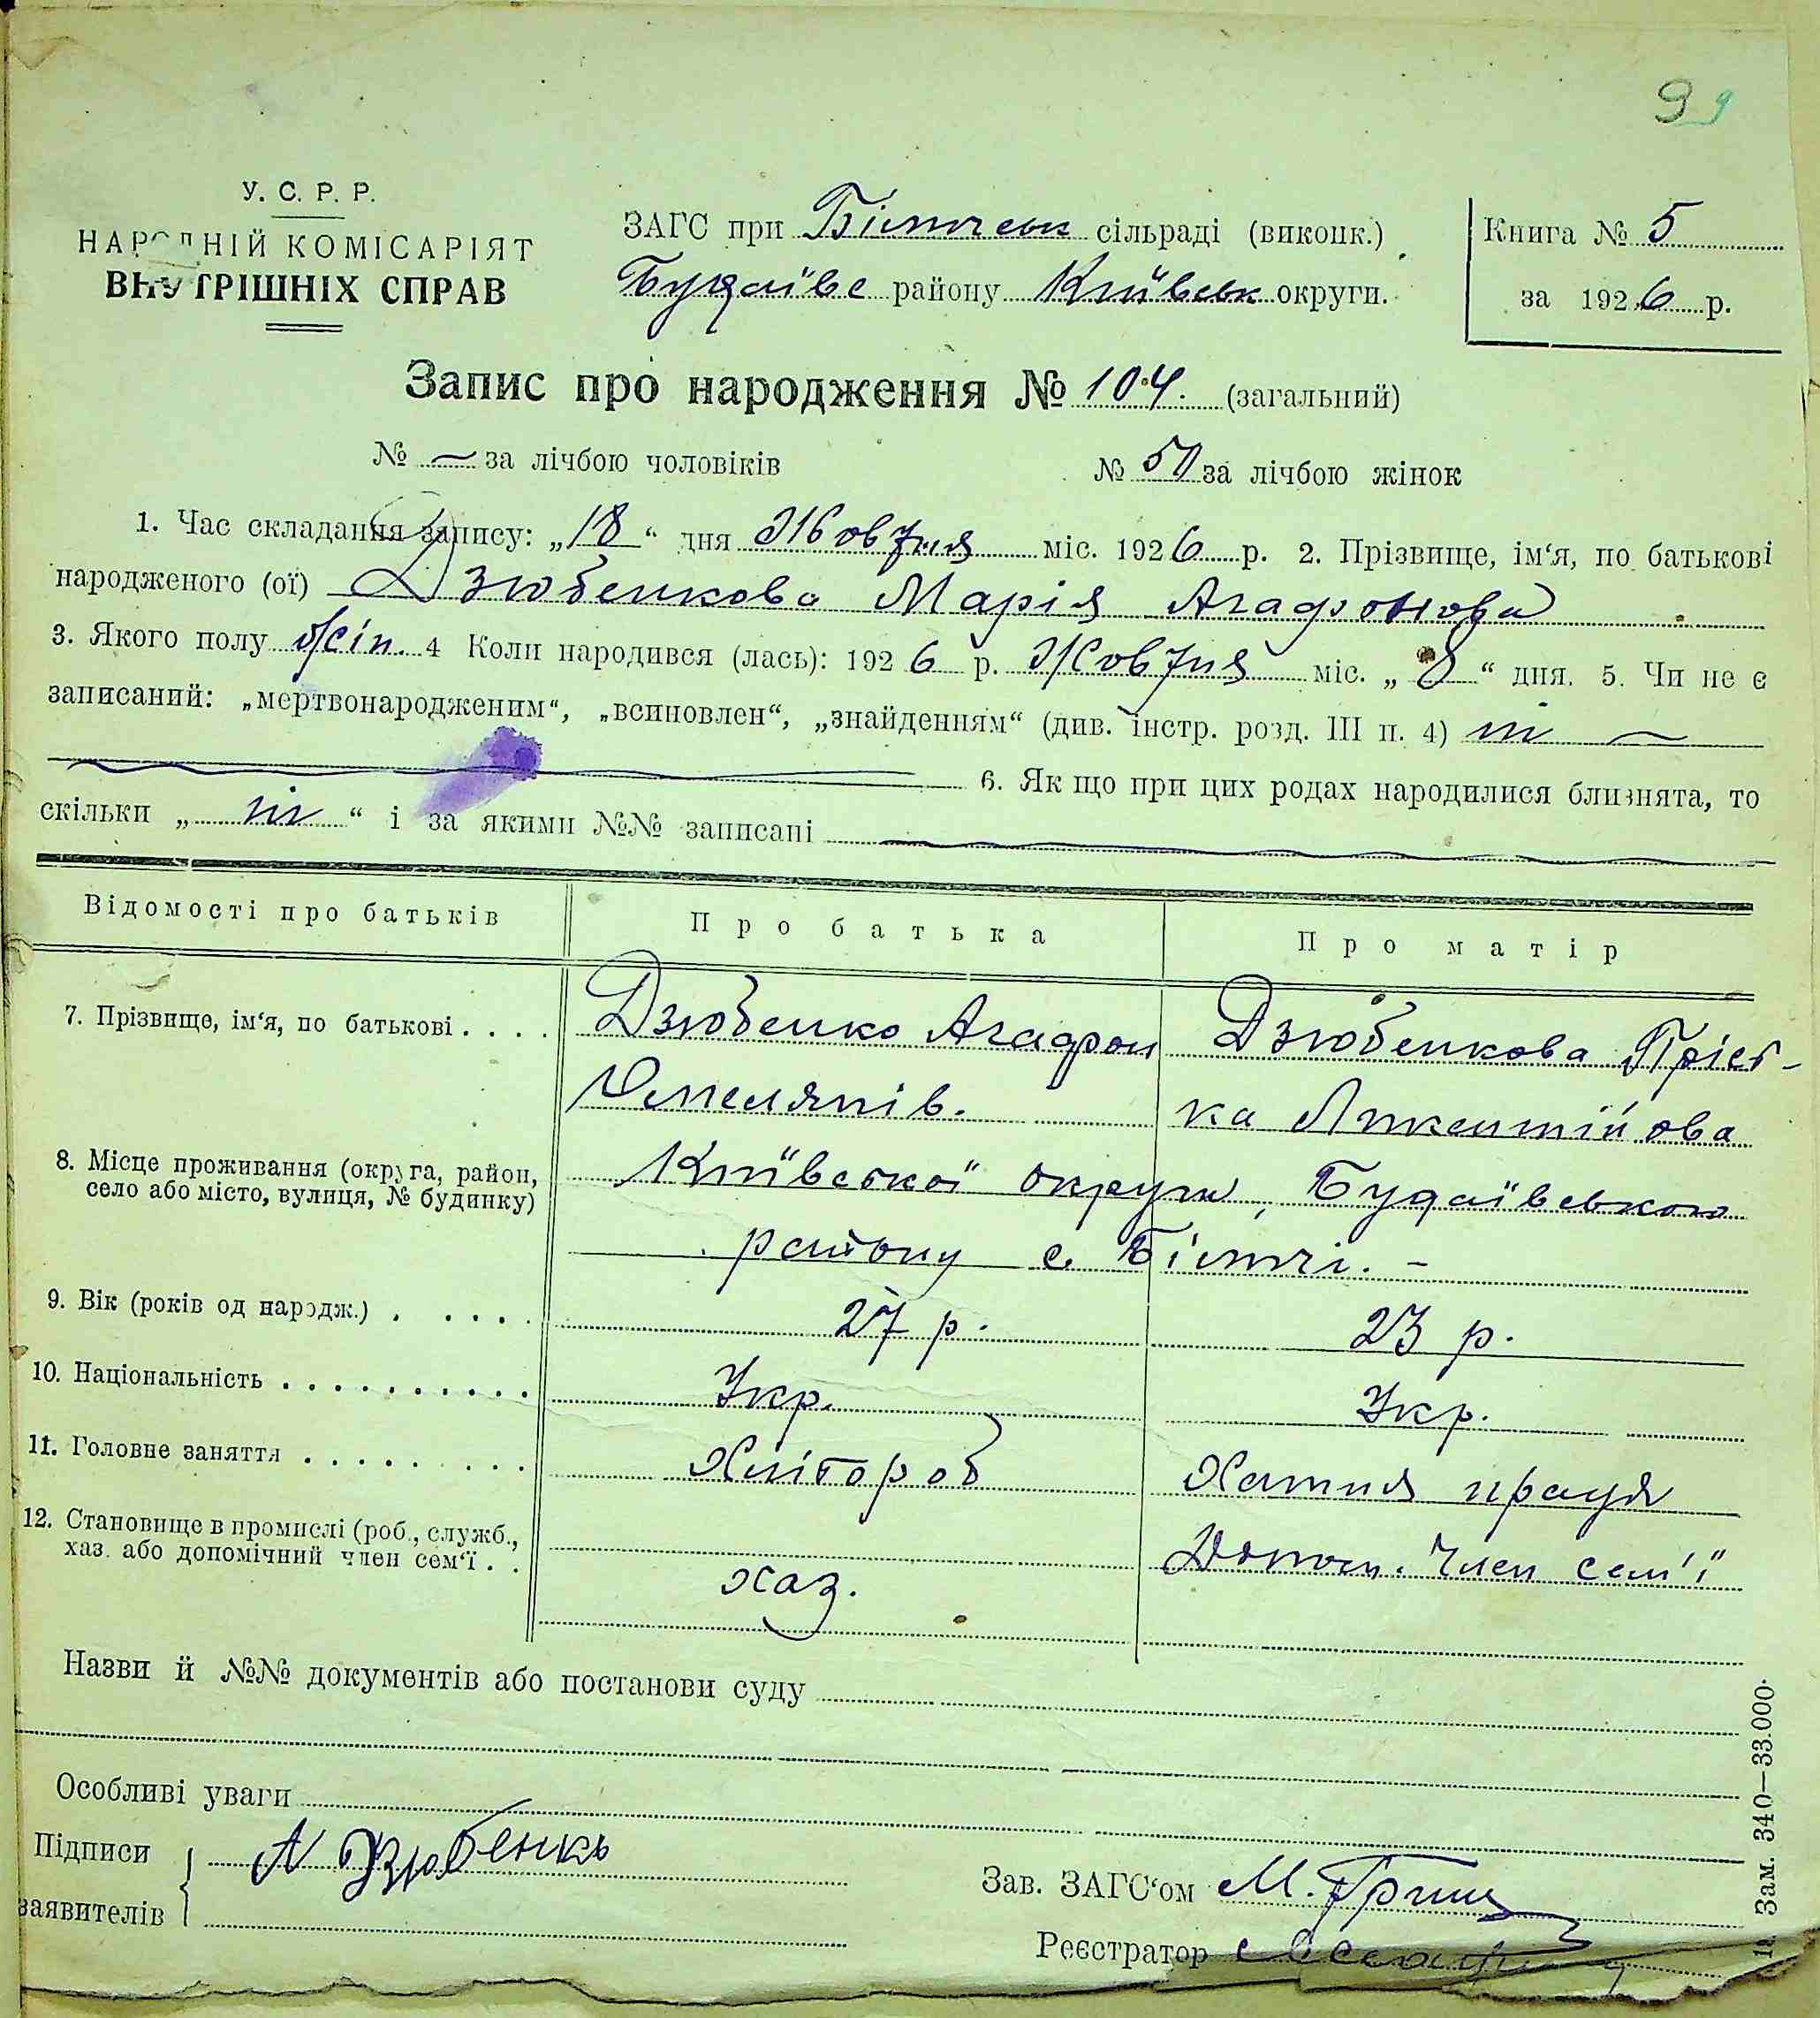 99
У. С. Р. Р.
НАРОДНІЙ КОМІСАРІЯТ
ВНУТРІШНІХ СПРАВ
ЗАГС при сільраді (виконк.)
Будаївс району Київськ округи.
Книга № 5
за 1926 р.
Запис про народження № 104. (загальний)
№ — за лічбою чоловіків
№ 50 за лічбою жінок
1. Час складання запису: „18“ дня Жовтня міс. 1926 р. 2. Прізвище, ім‘я, по батькові
народженого (ої) Дзюбенкова Марія Агафонова
3. Якого полу жін. 4 Коли народився (лась): 1926 р. Жовтня міс. „8“ дня. 5. Чи не є
записаний: „мертвонародженим“, „всиновлен“, „знайденням“ (див. інстр. розд. III п. 4) ні —
6. Як що при цих родах народилися близнята, то
скільки „ні“ і за якими №№ записані
Відомості про батьків
Про батька
Про матір
7. Прізвище, ім‘я, по батькові . . . .
Дзюбенко Агафон
Омелянів.
Дзюбенкова Прісь-
ка Лікентійова
8. Місце проживання (округа, район,
село або місто, вулиця, № будинку)
Київської округи, Будаївського
району с. Біличі. -
9. Вік (років од народж.) . . . . .
27 р.
23 р.
10. Національність . . . . . . . . . .
Укр.
Укр.
11. Головне заняття . . . . . . . .
Хлібороб
Хатня праця
12. Становище в промислі (роб., служб.,
хаз. або допомічний член сем‘ї . .
хаз.
Допом. член сем'ї
Назви й №№ документів або постанови суду
Особливі уваги
Підписи
заявителів
А Дзюбенко
Зав. ЗАГС‘ом М. Гриш
Реєстратор
Зам. 340—33.000.